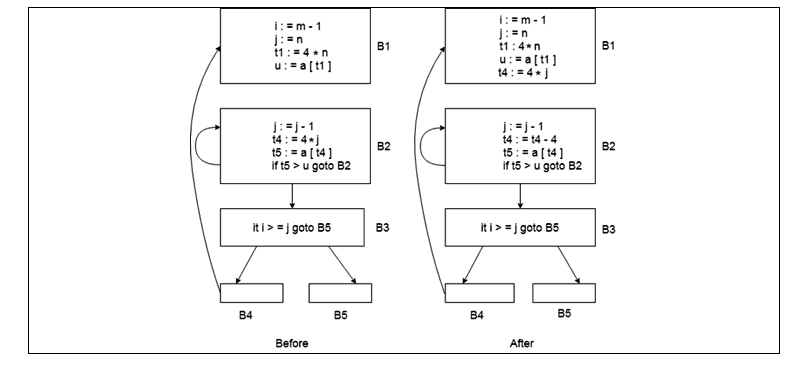 i : = m - 1
j : = n
t1 : = 4 * n
u : = a [ t1 ]
B1
j : = j - 1
t4 : = 4 * j
t5 : = a [ t4 ]
if t5 > u goto B2
B2
it i > = j goto B5
B3
B4
B5
Before
i : = m - 1
j : = n
t1 : 4 * n
u : = a [ t1 ]
t4 : = 4 * j
B1
j : = j - 1
t4 : = t4 - 4
t5 : = a [ t4 ]
if t5 > u goto B2
B2
it i > = j goto B5
B3
B4
B5
After